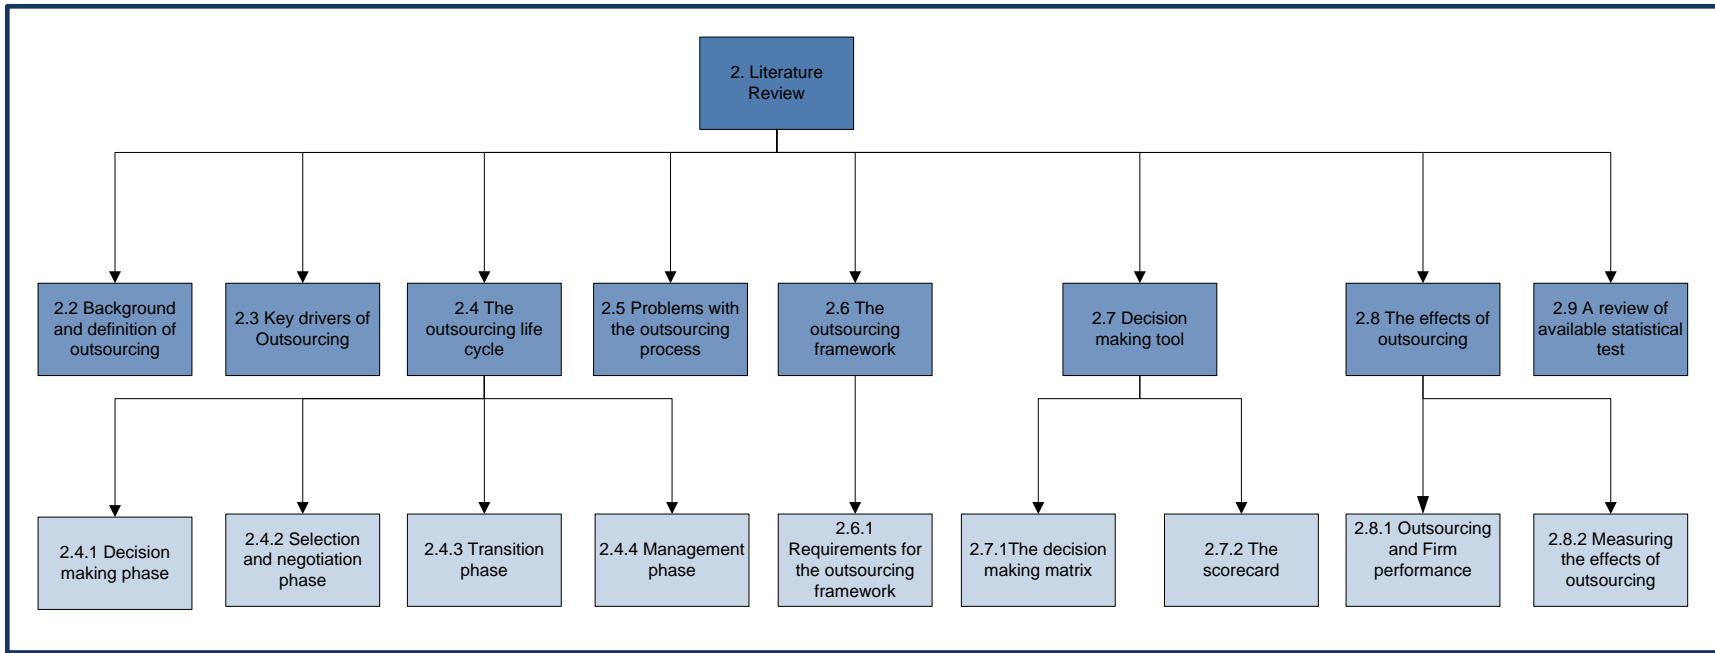 2. Literature
Review
2.2 Background
and definition of
outsourcing
2.3 Key drivers of
Outsourcing
2.4 The
outsourcing life
cycle
2.5 Problems with
the outsourcing
process
2.6 The
outsourcing
framework
2.7 Decision
making tool
2.8 The effects of
outsourcing
2.9 A review of
available statistical
test
2.4.1 Decision
making phase
2.4.2 Selection
and negotiation
phase
2.4.3 Transition
phase
2.4.4 Management
phase
2.6.1
Requirements for
the outsourcing
framework
2.7.1The decision
making matrix
2.7.2 The
scorecard
2.8.1 Outsourcing
and Firm
performance
2.8.2 Measuring
the effects of
outsourcing